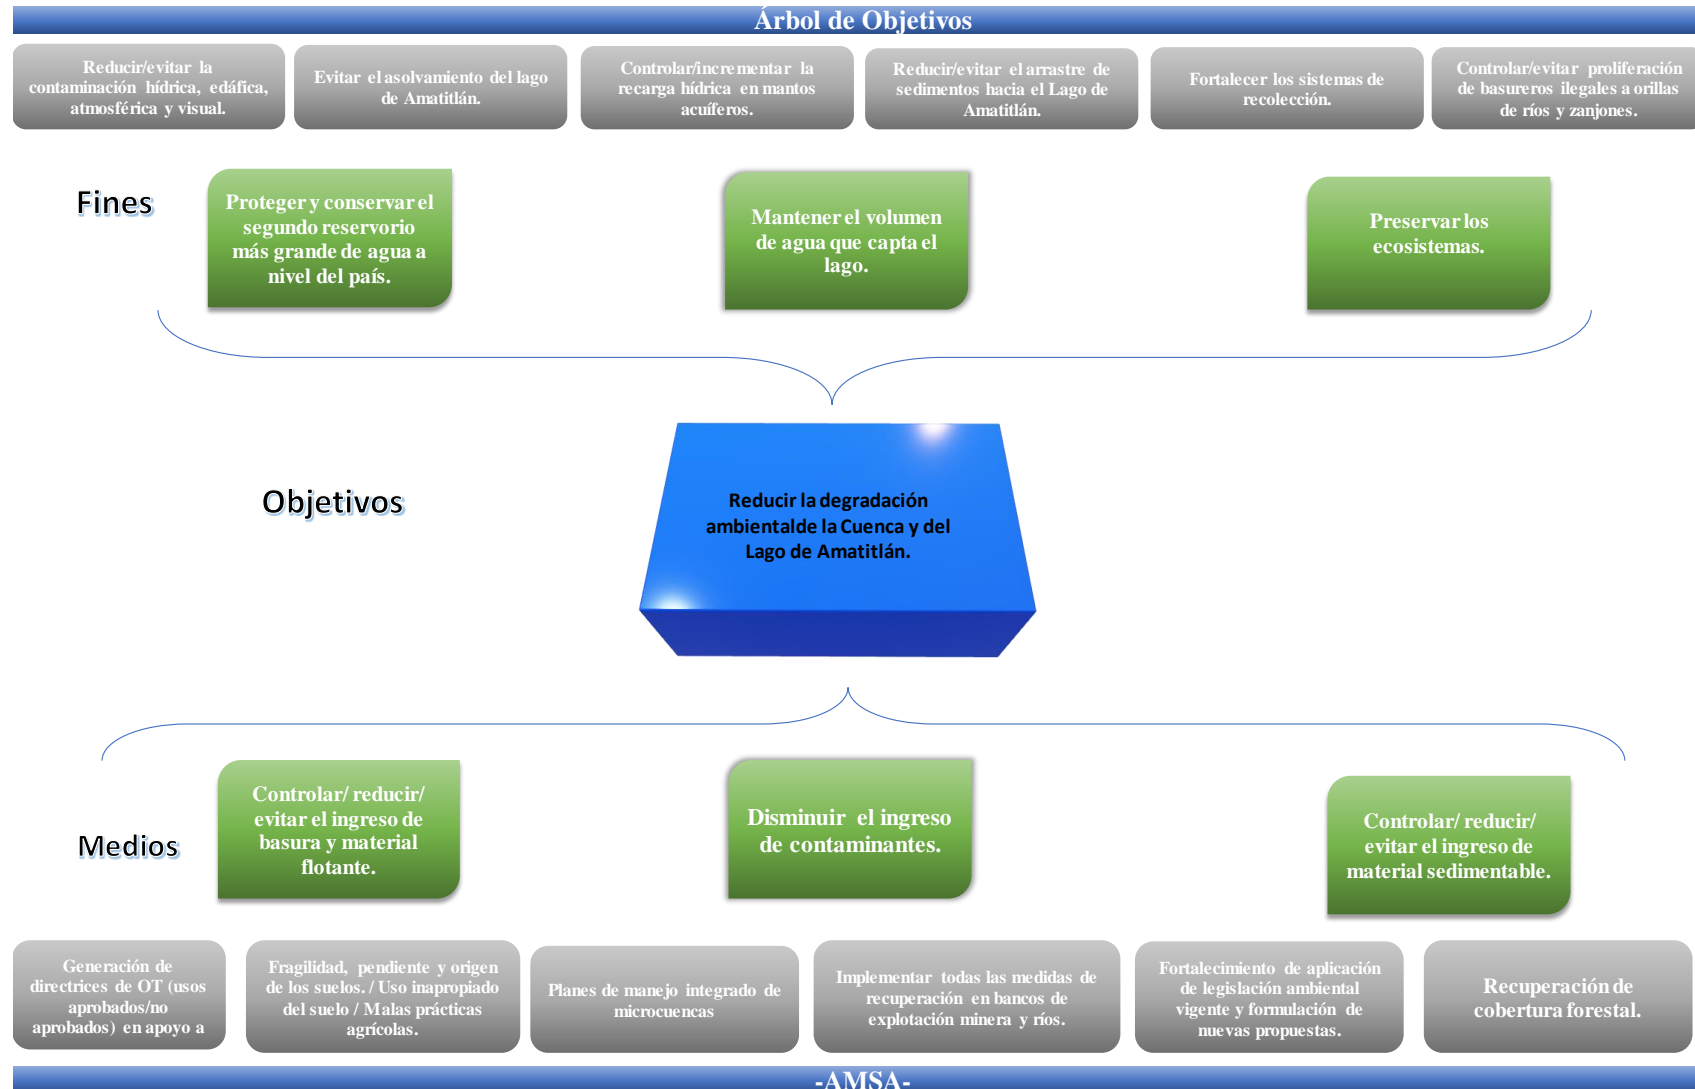 Árbol de Objetivos
Reducir/evitar la
contaminación hídrica, edáfica,
atmosférica y visual.
Evitar el asolvamiento del lago
de Amatitlán.
Controlar/incrementar la
recarga hídrica en mantos
acuíferos.
Reducir/evitar el arrastre de
sedimentos hacia el Lago de
Amatitlán.
Fortalecer los sistemas de
recolección.
Controlar/evitar proliferación
de basureros ilegales a orillas
de ríos y zanjones.
Fines
Proteger y conservar el
segundo reservorio
más grande de agua a
nivel del país.
Mantener el volumen
de agua que capta el
lago.
Preservar los
ecosistemas.
Objetivos
Reducir la degradación
ambientalde la Cuenca y del
Lago de Amatitlán.
Medios
Controlar/ reducir/
evitar el ingreso de
basura y material
flotante.
Disminuir el ingreso
de contaminantes.
Controlar/ reducir/
evitar el ingreso de
material sedimentable.
Generación de
directrices de OT (usos
aprobados/no
aprobados) en apoyo a
Fragilidad, pendiente y origen
de los suelos. / Uso inapropiado
del suelo / Malas prácticas
agrícolas.
Planes de manejo integrado de
microcuencas
Implementar todas las medidas de
recuperación en bancos de
explotación minera y ríos.
Fortalecimiento de aplicación
de legislación ambiental
vigente y formulación de
nuevas propuestas.
Recuperación de
cobertura forestal.
-AMSA-